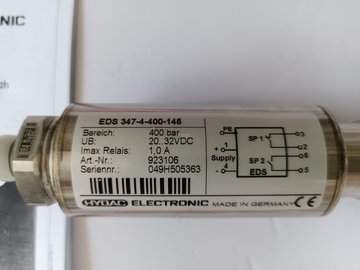 NIC
EDS 347-4-400-145
Bereich: 400 bar
UB: 20..32VDC
Imax Relais: 1,0 A
Art.-Nr.: 923106
Seriennr.: 049H505363
PE
+ 1
Supply
- 4
SP 1
SP 2
EDS
3
2
6
5
HYDAC ELECTRONIC MADE IN GERMANY CE